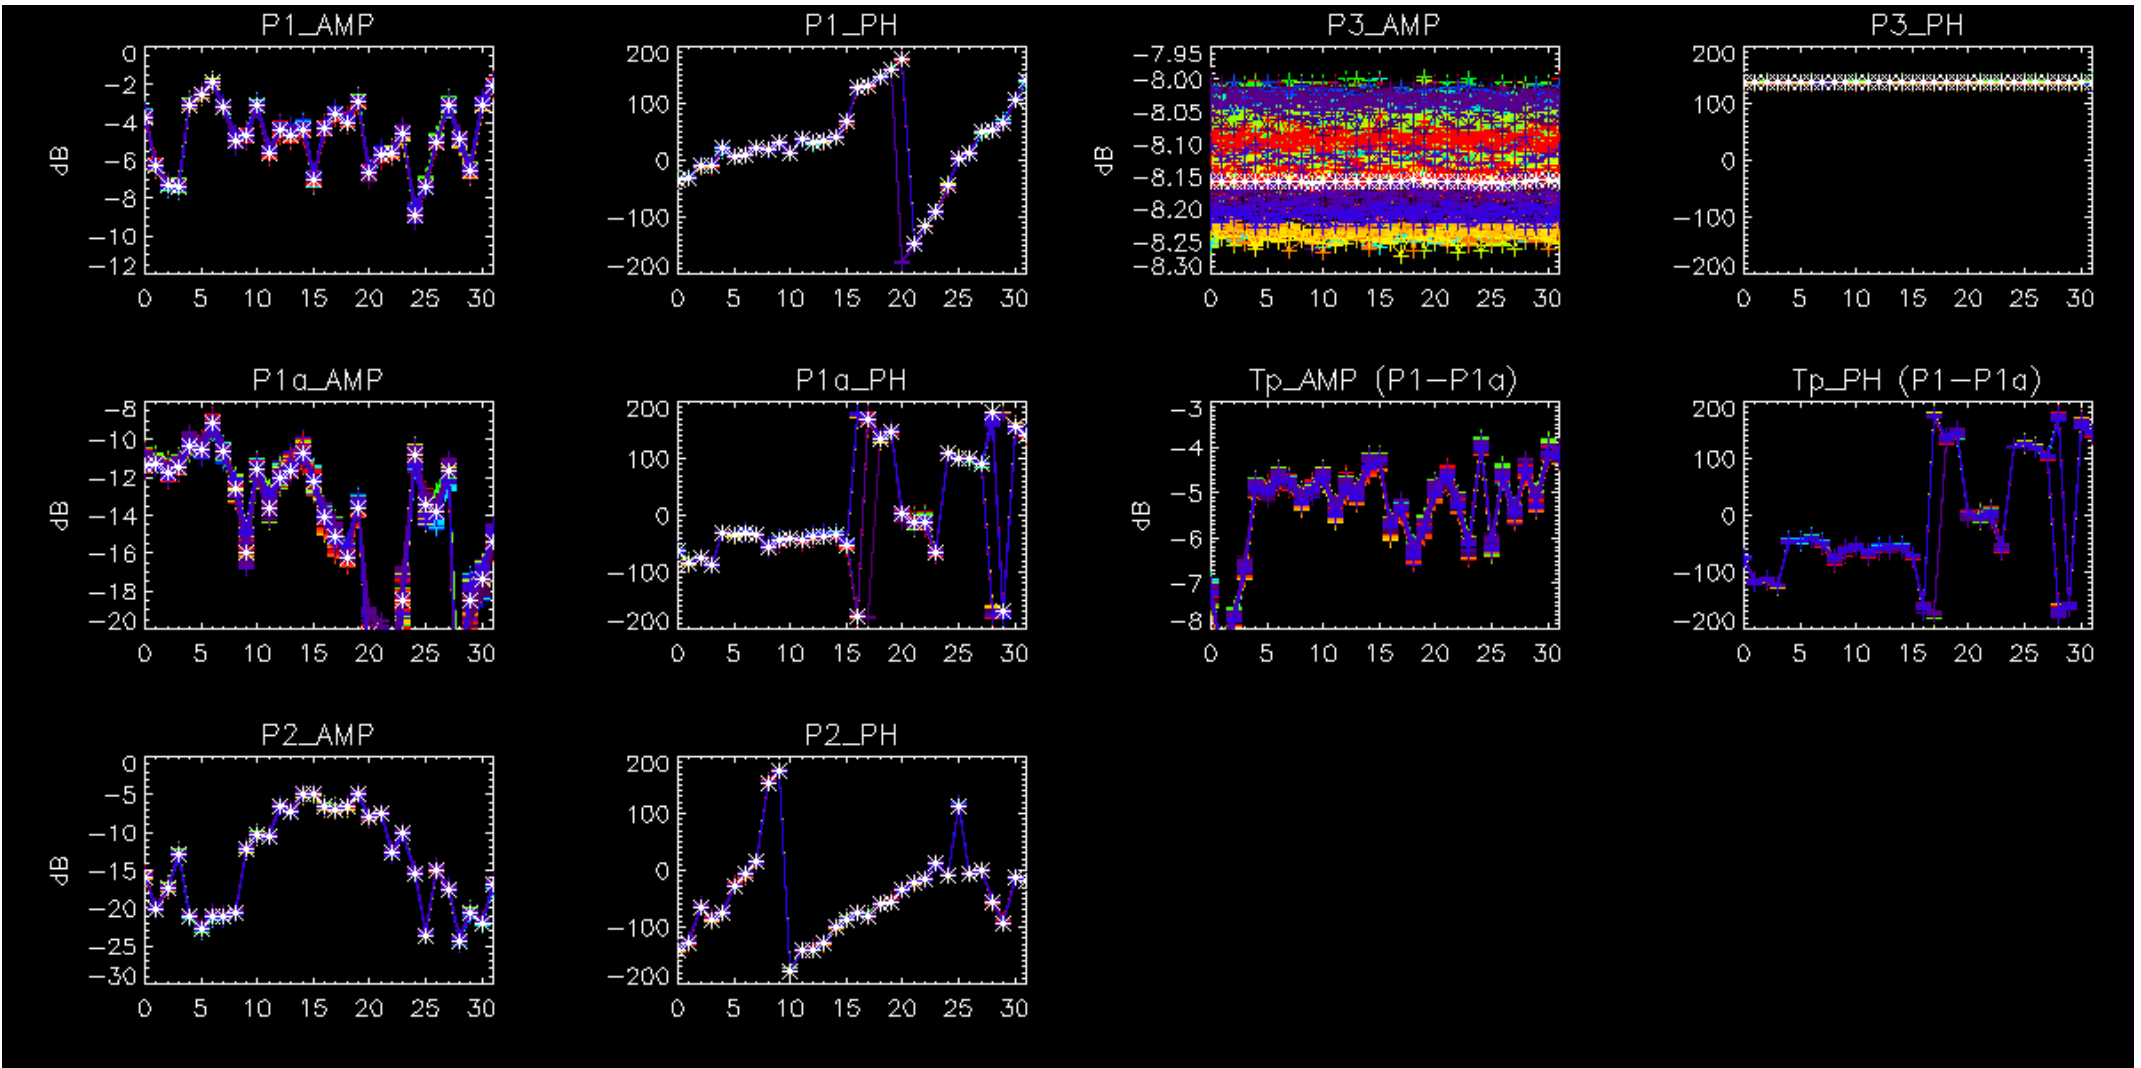 P1_AMP
dB
0
−2
−4
−6
−8
−10
−12
0 5 10 15 20 25 30
P1_PH
200
100
0
−100
−200
0 5 10 15 20 25 30
P3_AMP
dB
−7.95
−8.00
−8.05
−8.10
−8.15
−8.20
−8.25
−8.30
0 5 10 15 20 25 30
P3_PH
200
100
0
−100
−200
0 5 10 15 20 25 30
P1a_AMP
dB
−8
−10
−12
−14
−16
−18
−20
0 5 10 15 20 25 30
P1a_PH
200
100
0
−100
−200
0 5 10 15 20 25 30
Tp_AMP (P1−P1a)
dB
−3
−4
−5
−6
−7
−8
0 5 10 15 20 25 30
Tp_PH (P1−P1a)
200
100
0
−100
−200
0 5 10 15 20 25 30
P2_AMP
dB
0
−5
−10
−15
−20
−25
−30
0 5 10 15 20 25 30
P2_PH
200
100
0
−100
−200
0 5 10 15 20 25 30